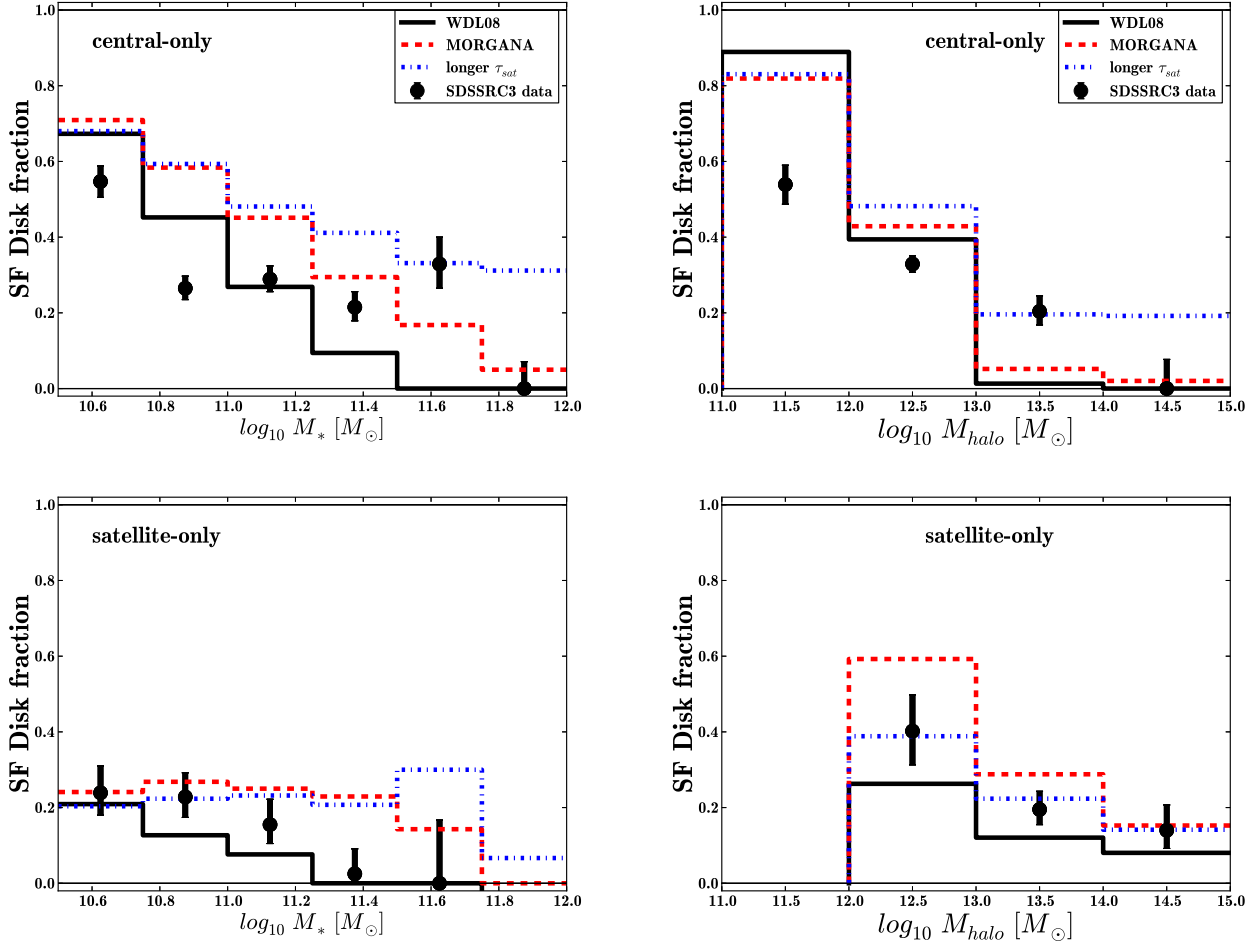 central-only
WDL08
MORGANA
longer τ_sat
SDSSRC3 data
SF Disk fraction
1.0
0.8
0.6
0.4
0.2
0.0
10.6 10.8 11.0 11.2 11.4 11.6 11.8 12.0
log₁₀ M* [M⊙]
central-only
WDL08
MORGANA
longer τ_sat
SDSSRC3 data
SF Disk fraction
1.0
0.8
0.6
0.4
0.2
0.0
11.0 11.5 12.0 12.5 13.0 13.5 14.0 14.5 15.0
log₁₀ M_halo [M⊙]
satellite-only
SF Disk fraction
1.0
0.8
0.6
0.4
0.2
0.0
10.6 10.8 11.0 11.2 11.4 11.6 11.8 12.0
log₁₀ M* [M⊙]
satellite-only
SF Disk fraction
1.0
0.8
0.6
0.4
0.2
0.0
11.0 11.5 12.0 12.5 13.0 13.5 14.0 14.5 15.0
log₁₀ M_halo [M⊙]